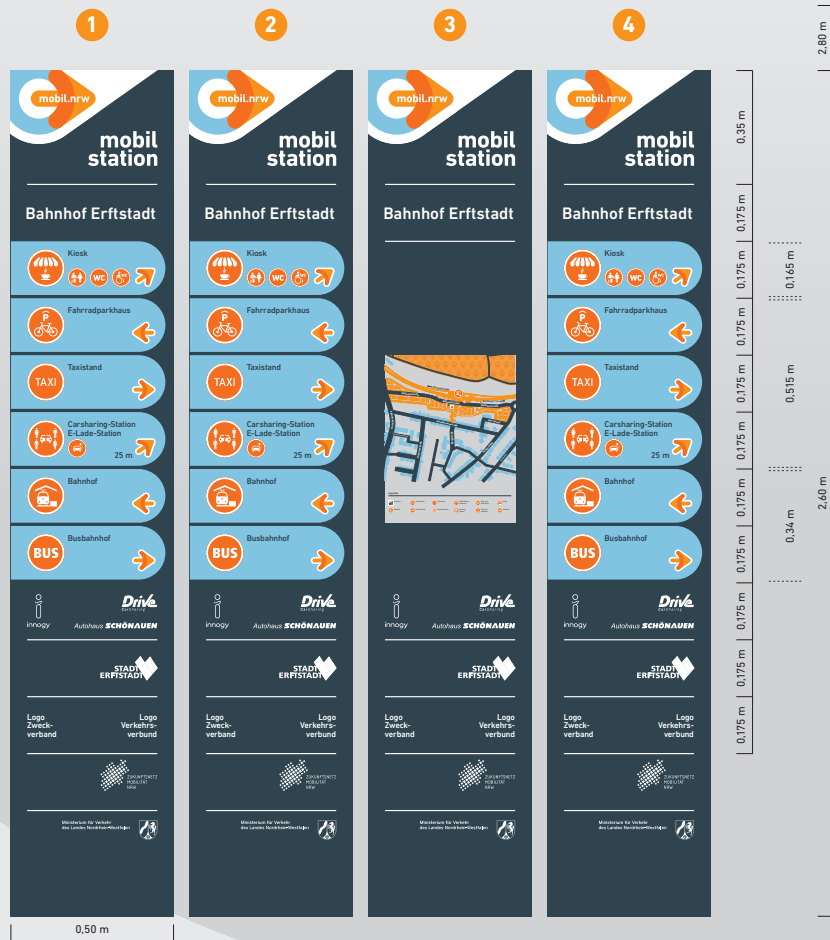 1
2
3
4
mobil.nrw
mobil
station
Bahnhof Erftstadt
Kiosk
WC
Fahrradparkhaus
P
Taxistand
TAXI
Carsharing-Station
E-Lade-Station
25 m
Bahnhof
Busbahnhof
BUS
innogy
Drive
CarSharing
Autohaus SCHÖNAUEN
STADT
ERFTSTADT
Logo
Zweck-
verband
Logo
Verkehrs-
verbund
ZUKUNFTSNETZ
MOBILITÄT
NRW
Ministerium für Verkehr
des Landes Nordrhein-Westfalen
mobil.nrw
mobil
station
Bahnhof Erftstadt
Kiosk
WC
Fahrradparkhaus
P
Taxistand
TAXI
Carsharing-Station
E-Lade-Station
25 m
Bahnhof
Busbahnhof
BUS
innogy
Drive
CarSharing
Autohaus SCHÖNAUEN
STADT
ERFTSTADT
Logo
Zweck-
verband
Logo
Verkehrs-
verbund
ZUKUNFTSNETZ
MOBILITÄT
NRW
Ministerium für Verkehr
des Landes Nordrhein-Westfalen
mobil.nrw
mobil
station
Bahnhof Erftstadt
innogy
Drive
CarSharing
Autohaus SCHÖNAUEN
STADT
ERFTSTADT
Logo
Zweck-
verband
Logo
Verkehrs-
verbund
ZUKUNFTSNETZ
MOBILITÄT
NRW
Ministerium für Verkehr
des Landes Nordrhein-Westfalen
mobil.nrw
mobil
station
Bahnhof Erftstadt
Kiosk
WC
Fahrradparkhaus
P
Taxistand
TAXI
Carsharing-Station
E-Lade-Station
25 m
Bahnhof
Busbahnhof
BUS
innogy
Drive
CarSharing
Autohaus SCHÖNAUEN
STADT
ERFTSTADT
Logo
Zweck-
verband
Logo
Verkehrs-
verbund
ZUKUNFTSNETZ
MOBILITÄT
NRW
Ministerium für Verkehr
des Landes Nordrhein-Westfalen
0,35 m
0,175 m
0,175 m
0,175 m
0,175 m
0,175 m
0,175 m
0,175 m
0,175 m
0,175 m
0,175 m
0,165 m
0,515 m
0,34 m
2,80 m
2,60 m
0,50 m